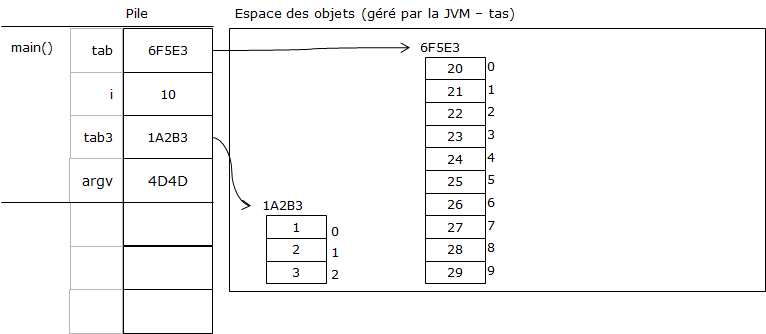 Pile
Espace des objets (géré par la JVM – tas)
main()
tab 6F5E3
i 10
tab3 1A2B3
argv 4D4D
6F5E3
20 0
21 1
22 2
23 3
24 4
25 5
26 6
27 7
28 8
29 9
1A2B3
1 0
2 1
3 2